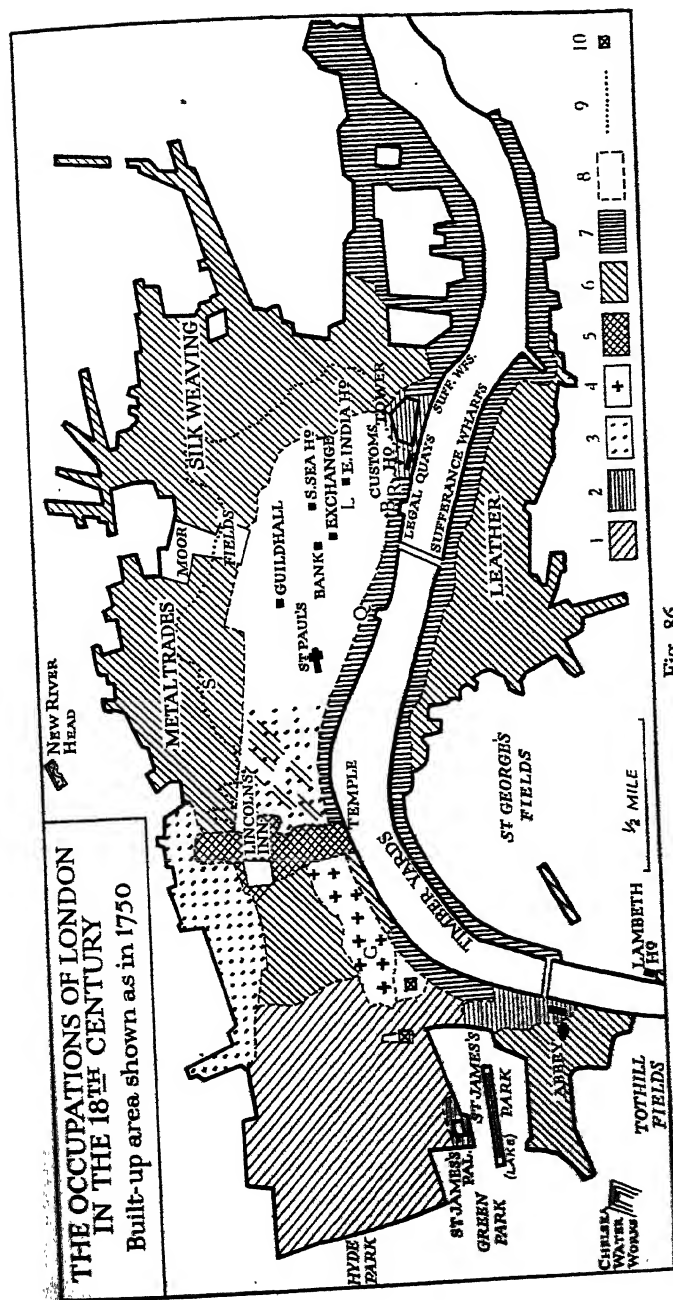 THE OCCUPATIONS OF LONDON
IN THE 18TH CENTURY
Built-up area shown as in 1750
NEW RIVER
HEAD
METAL TRADES
S
MOOR
FIELDS
SILK WEAVING
LINCOLNS
INN
TEMPLE
ST PAUL'S
GUILDHALL
BANK
EXCHANGE
S. SEA HO
L
E. INDIA HO
CUSTOMS
HO
TOWER
B
Q
LEGAL QUAYS
SUFF. WFS.
SUFFERANCE WHARFS
LEATHER
TIMBER YARDS
G
HYDE
PARK
ST JAMES'S
PAL.
GREEN
PARK
ST JAMES'S
PARK
(LAKE)
ABBEY
CHELSEA
WATER
WORKS
TOTHILL
FIELDS
LAMBETH
HO
ST GEORGE'S
FIELDS
½ MILE
1 2 3 4 5 6 7 8 9 10
Fig. 86